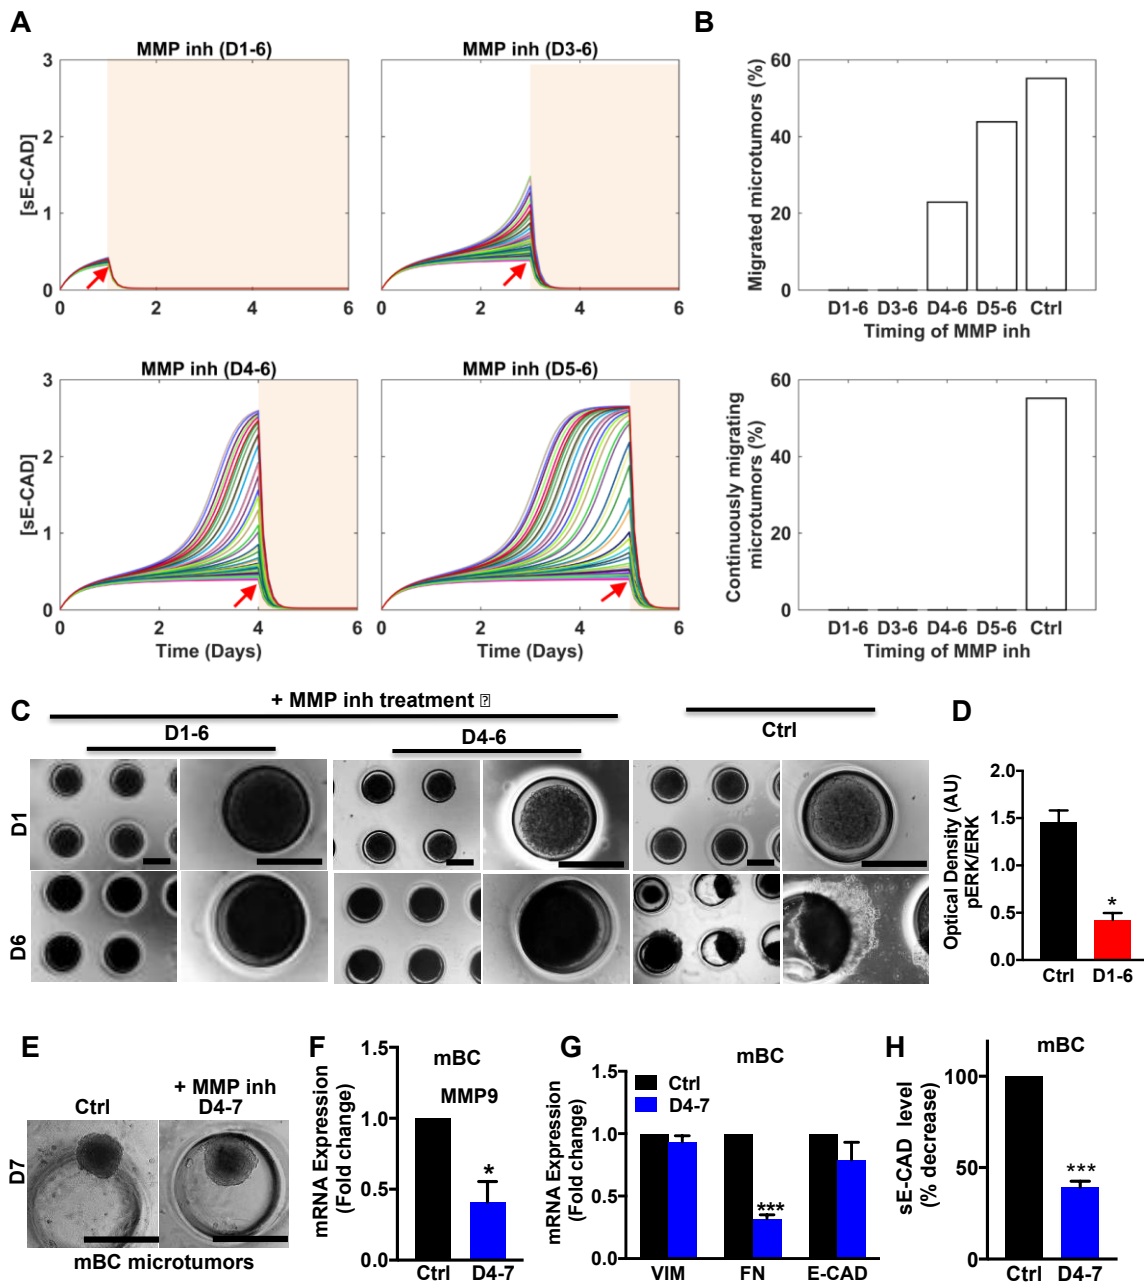 A
B
MMP inh (D1-6)
MMP inh (D3-6)
3
2
1
0
[sE-CAD]
0 2 4 6
0 2 4 6
MMP inh (D4-6)
MMP inh (D5-6)
3
2
1
0
[sE-CAD]
0 2 4 6
0 2 4 6
Time (Days)
Time (Days)
60
40
20
0
Migrated microtumors (%)
D1-6 D3-6 D4-6 D5-6 Ctrl
Timing of MMP inh
60
40
20
0
Continuously migrating
microtumors (%)
D1-6 D3-6 D4-6 D5-6 Ctrl
Timing of MMP inh
C
+ MMP inh treatment
D1-6
D4-6
Ctrl
D1
D6
D
2.0
1.5
1.0
0.5
0.0
Optical Density (AU)
pERK/ERK
*
Ctrl D1-6
E
Ctrl
+ MMP inh
D4-7
D7
mBC microtumors
F
mBC
MMP9
1.5
1.0
0.5
0.0
mRNA Expression
(Fold change)
*
Ctrl D4-7
G
mBC
Ctrl
D4-7
1.5
1.0
0.5
0.0
mRNA Expression
(Fold change)
***
VIM FN E-CAD
H
mBC
100
50
0
sE-CAD level
(% decrease)
***
Ctrl D4-7